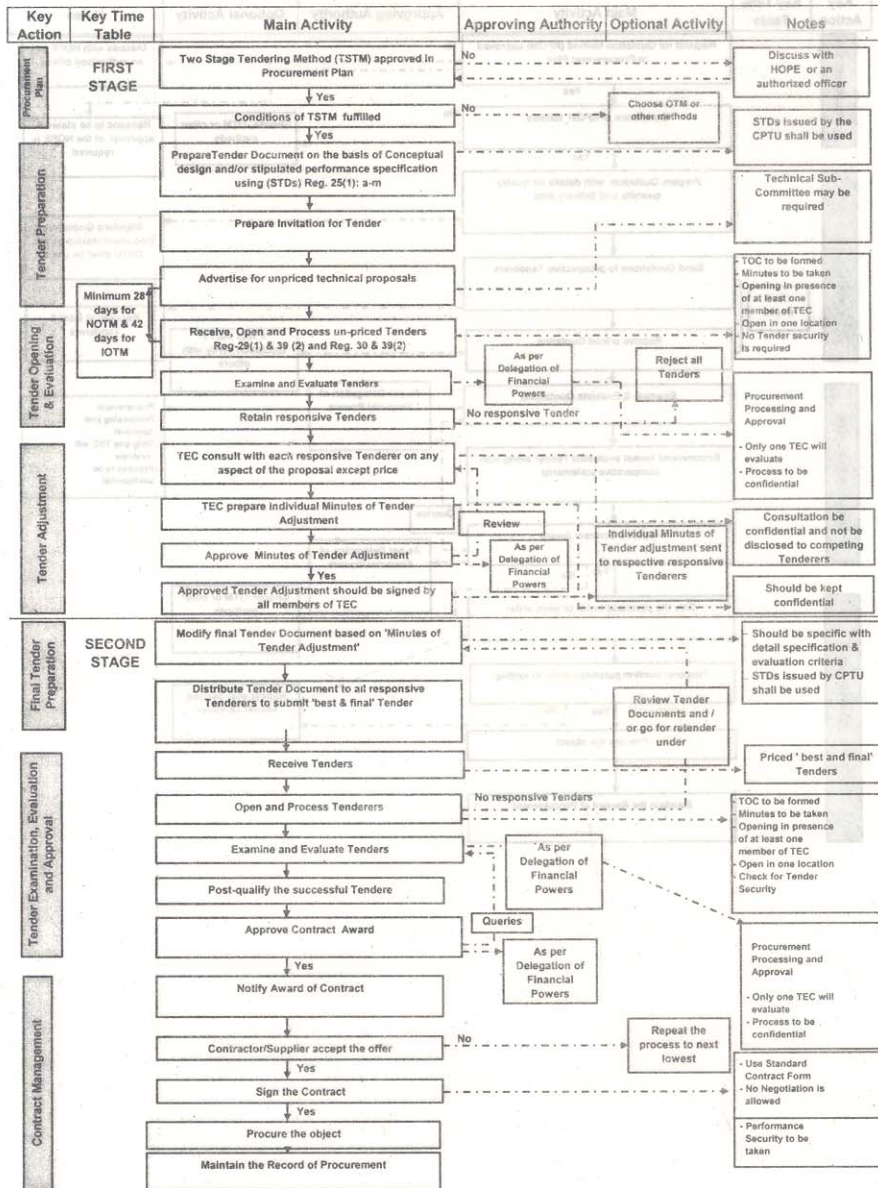 Key Action
Key Time Table
Main Activity
Approving Authority
Optional Activity
Notes
Procurement Plan
FIRST STAGE
Two Stage Tendering Method (TSTM) approved in
Procurement Plan
No
Discuss with
HOPE or an
authorized officer
Yes
Conditions of TSTM fulfilled
No
Choose OTM or
other methods
STDs issued by the
CPTU shall be used
Yes
Tender Preparation
PrepareTender Document on the basis of Conceptual
design and/or stipulated performance specification
using (STDs) Reg. 25(1): a-m
Technical Sub-
Committee may be
required
Prepare Invitation for Tender
Advertise for unpriced technical proposals
Minimum 28
days for
NOTM & 42
days for
IOTM
- TOC to be formed
- Minutes to be taken
- Opening in presence
of at least one
member of TEC
- Open in one location
- No Tender security
is required
Tender Opening
& Evaluation
Receive, Open and Process un-priced Tenders
Reg-29(1) & 39 (2) and Reg. 30 & 39(2)
Examine and Evaluate Tenders
As per
Delegation of
Financial
Powers
Reject all
Tenders
Retain responsive Tenders
No responsive Tender
Procurement
Processing and
Approval
- Only one TEC will
evaluate
- Process to be
confidential
Tender Adjustment
TEC consult with each responsive Tenderer on any
aspect of the proposal except price
TEC prepare individual Minutes of Tender
Adjustment
Review
Individual Minutes of
Tender adjustment sent
to respective responsive
Tenderers
Consultation be
confidential and not be
disclosed to competing
Tenderers
Approve Minutes of Tender Adjustment
As per
Delegation of
Financial
Powers
Yes
Approved Tender Adjustment should be signed by
all members of TEC
Should be kept
confidential
Final Tender
Preparation
SECOND
STAGE
Modify final Tender Document based on 'Minutes of
Tender Adjustment'
- Should be specific with
detail specification &
evaluation criteria
- STDs issued by CPTU
shall be used
Distribute Tender Document to all responsive
Tenderers to submit 'best & final' Tender
Review Tender
Documents and /
or go for retender
under
Tender Examination, Evaluation
and Approval
Receive Tenders
Priced ' best and final'
Tenders
Open and Process Tenderers
No responsive Tenders
- TOC to be formed
- Minutes to be taken
- Opening in presence
of at least one
member of TEC
- Open in one location
- Check for Tender
Security
Examine and Evaluate Tenders
As per
Delegation of
Financial
Powers
Post-qualify the successful Tendere
Queries
Approve Contract Award
As per
Delegation of
Financial
Powers
Procurement
Processing and
Approval
- Only one TEC will
evaluate
- Process to be
confidential
Yes
Contract Management
Notify Award of Contract
Contractor/Supplier accept the offer
No
Repeat the
process to next
lowest
Yes
Sign the Contract
- Use Standard
Contract Form
- No Negotiation is
allowed
Yes
Procure the object
- Performance
Security to be
taken
Maintain the Record of Procurement